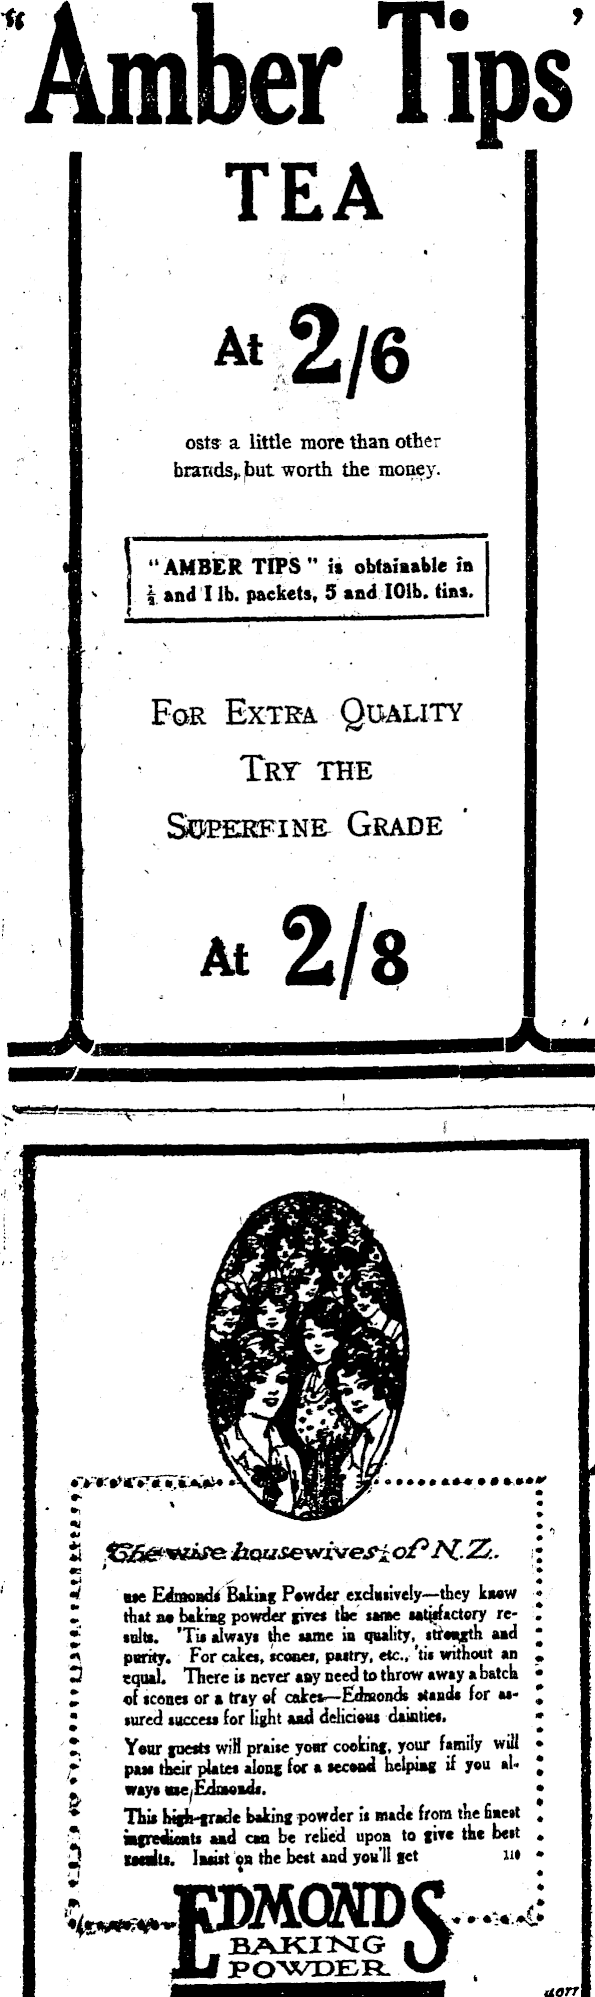 "Amber Tips'
TEA
At 2/6
osts a little more than other
brands, but worth the money.
"AMBER TIPS" is obtainable in
½ and 1 lb. packets, 5 and 10lb. tins.
FOR EXTRA QUALITY
TRY THE
SUPERFINE GRADE
At 2/8
The wise housewives of N.Z.
use Edmonds Baking Powder exclusively—they know
that no baking powder gives the same satisfactory re-
sults. 'Tis always the same in quality, strength and
purity. For cakes, scones, pastry, etc., 'tis without an
equal. There is never any need to throw away a batch
of scones or a tray of cakes—Edmonds stands for as-
sured success for light and delicious dainties.
Your guests will praise your cooking, your family will
pass their plates along for a second helping if you al-
ways use Edmonds.
This high-grade baking powder is made from the finest
ingredients and can be relied upon to give the best
results. Insist on the best and you'll get
EDMONDS
BAKING
POWDER